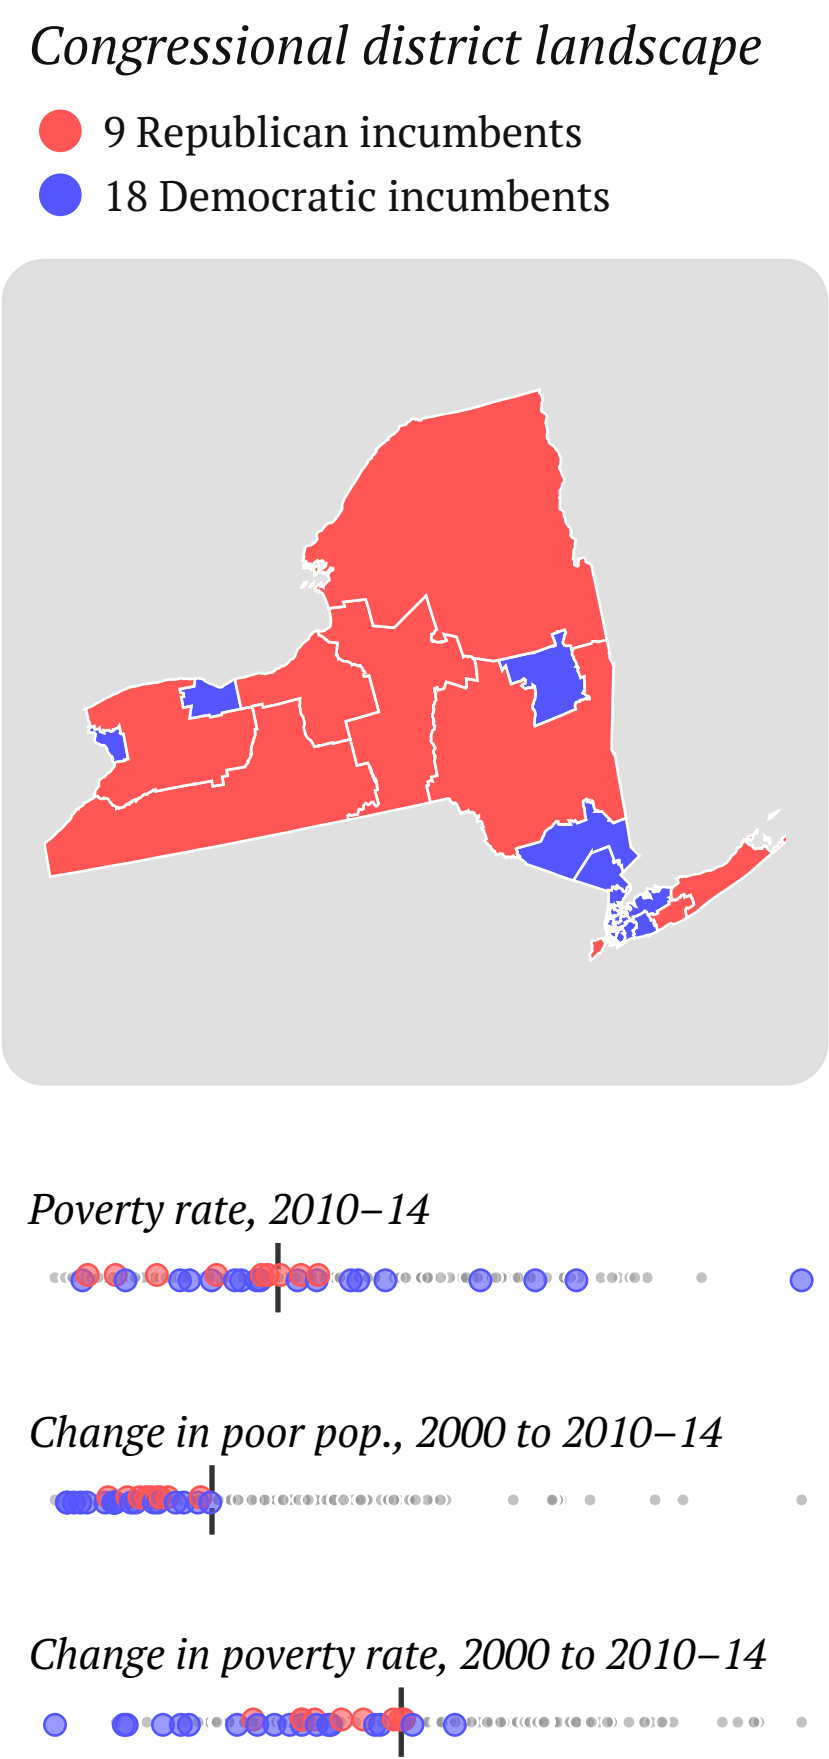 Congressional district landscape
9 Republican incumbents
18 Democratic incumbents
Poverty rate, 2010–14
Change in poor pop., 2000 to 2010–14
Change in poverty rate, 2000 to 2010–14